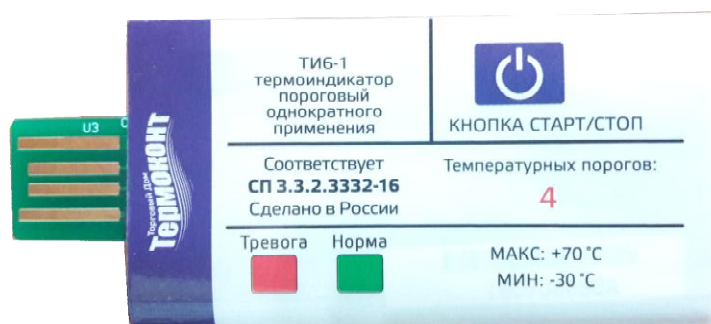 U3
Торговый Дом
Термоконт
ТИ6-1
термоиндикатор
пороговый
однократного
применения
КНОПКА СТАРТ/СТОП
Соответствует
СП 3.3.2.3332-16
Сделано в России
Температурных порогов:
4
Тревога Норма
МАКС: +70 °С
МИН: -30 °С